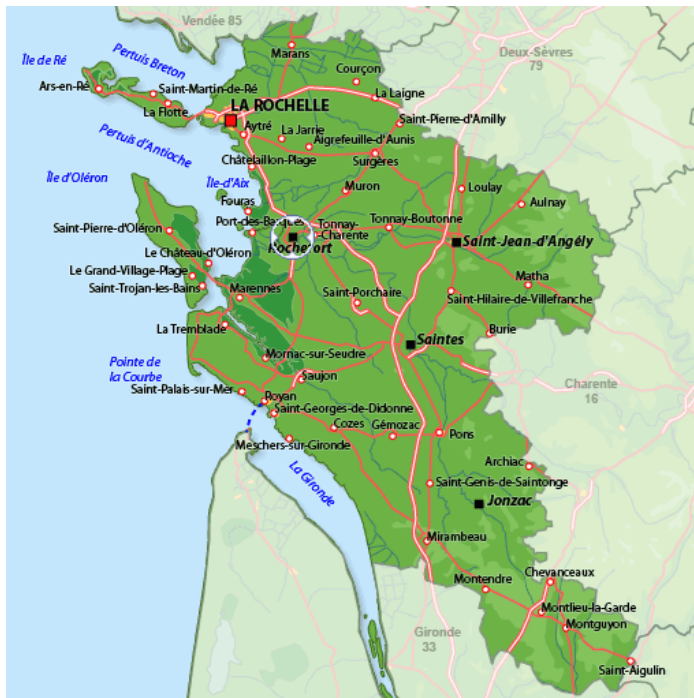 Vendée 85
Île de Ré
Pertuis Breton
Marans
Deux-Sèvres
79
Courçon
Ars-en-Ré
Saint-Martin-de-Ré
La Laigne
La Flotte
LA ROCHELLE
Saint-Pierre-d'Amilly
Aytré
La Jarrie
Aigrefeuille-d'Aunis
Pertuis d'Antioche
Châtelaillon-Plage
Surgères
Île d'Oléron
Île-d'Aix
Muron
Loulay
Fouras
Aulnay
Port-des-Barques
Tonnay-
Charente
Tonnay-Boutonne
Saint-Pierre-d'Oléron
Rochefort
Saint-Jean-d'Angély
Le Château-d'Oléron
Le Grand-Village-Plage
Matha
Saint-Trojan-les-Bains
Marennes
Saint-Porchaire
Saint-Hilaire-de-Villefranche
La Tremblade
Burie
Saintes
Mornac-sur-Seudre
Pointe de
la Courbe
Saujon
Charente
16
Saint-Palais-sur-Mer
Royan
Saint-Georges-de-Didonne
Cozes
Gémozac
Pons
Meschers-sur-Gironde
Archiac
La Gironde
Saint-Genis-de-Saintonge
Jonzac
Mirambeau
Chevanceaux
Montendre
Montlieu-la-Garde
Montguyon
Gironde
33
Saint-Aigulin